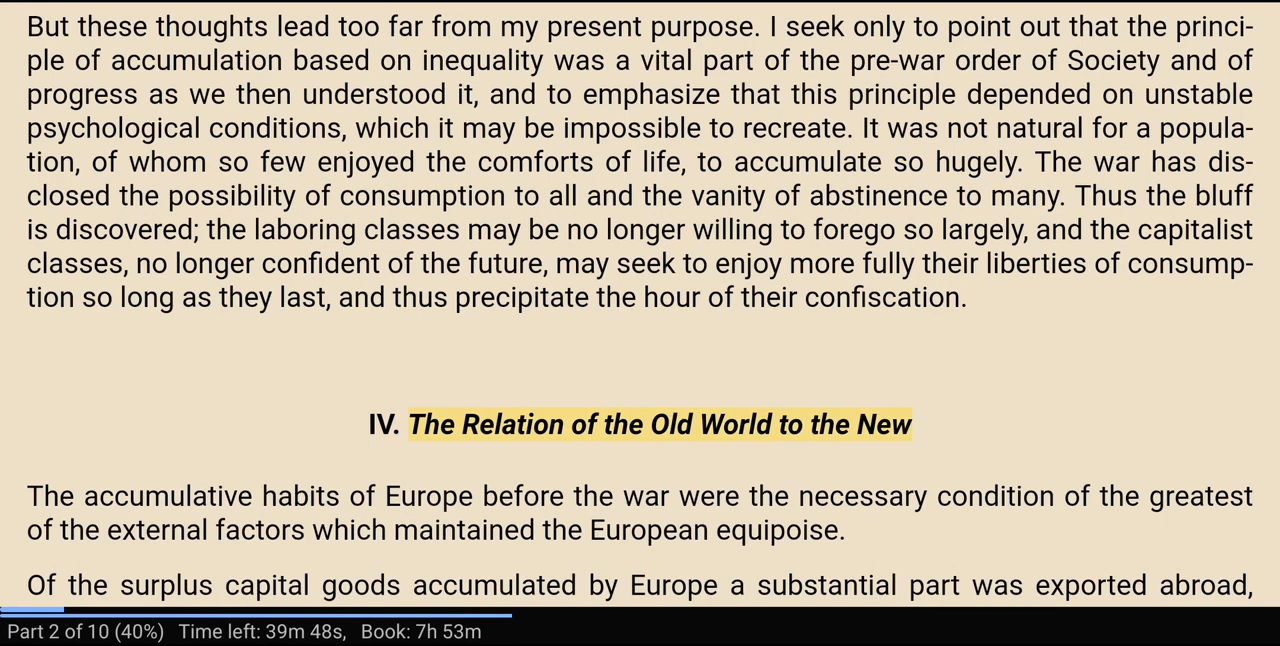 But these thoughts lead too far from my present purpose. I seek only to point out that the princi-
ple of accumulation based on inequality was a vital part of the pre-war order of Society and of
progress as we then understood it, and to emphasize that this principle depended on unstable
psychological conditions, which it may be impossible to recreate. It was not natural for a popula-
tion, of whom so few enjoyed the comforts of life, to accumulate so hugely. The war has dis-
closed the possibility of consumption to all and the vanity of abstinence to many. Thus the bluff
is discovered; the laboring classes may be no longer willing to forego so largely, and the capitalist
classes, no longer confident of the future, may seek to enjoy more fully their liberties of consump-
tion so long as they last, and thus precipitate the hour of their confiscation.
IV. The Relation of the Old World to the New
The accumulative habits of Europe before the war were the necessary condition of the greatest
of the external factors which maintained the European equipoise.
Of the surplus capital goods accumulated by Europe a substantial part was exported abroad,
Part 2 of 10 (40%) Time left: 39m 48s, Book: 7h 53m